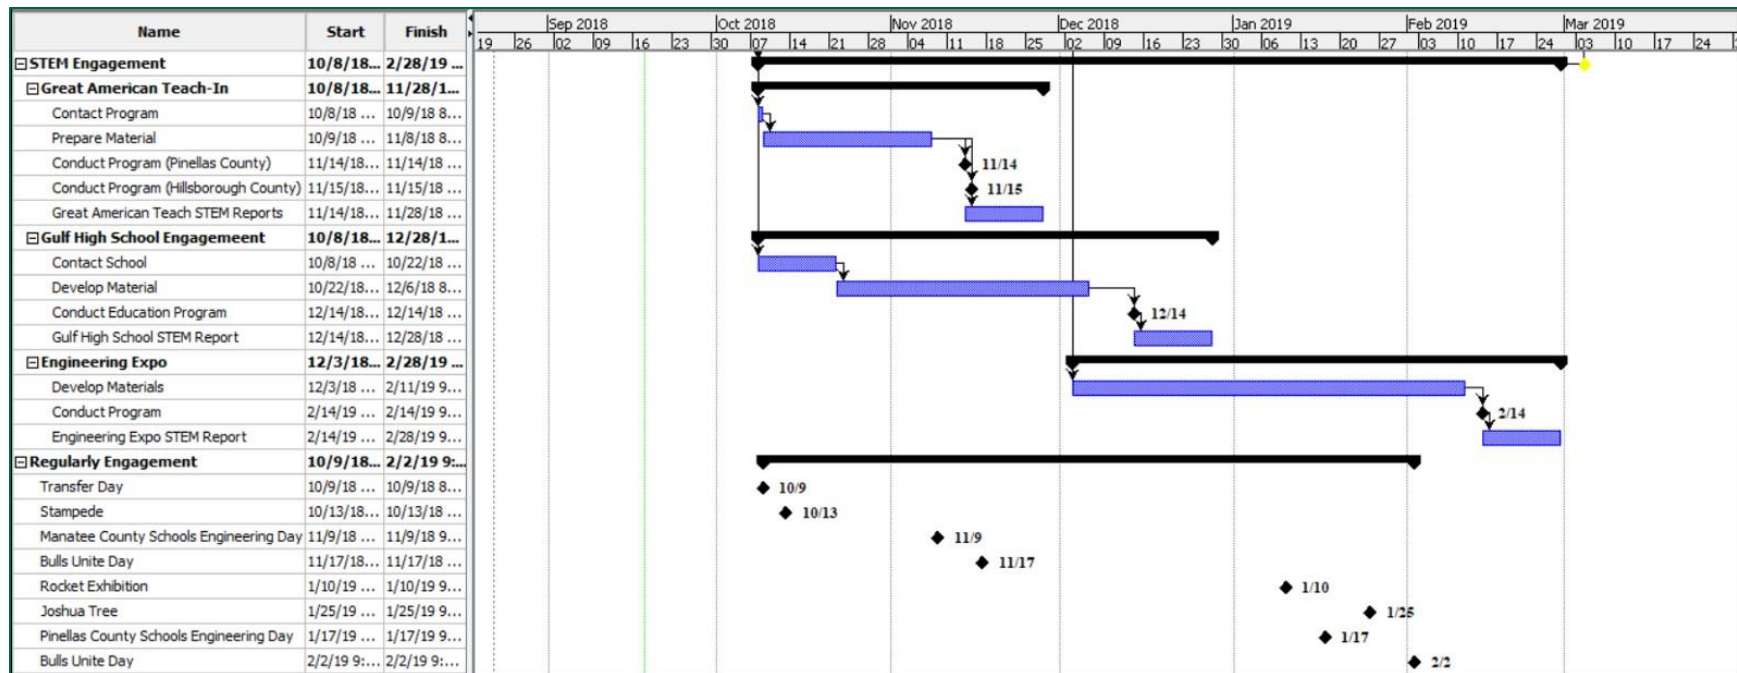 Name Start Finish
Sep 2018 Oct 2018 Nov 2018 Dec 2018 Jan 2019 Feb 2019 Mar 2019
19 26 02 09 16 23 30 07 14 21 28 04 11 18 25 02 09 16 23 30 06 13 20 27 03 10 17 24 03 10 17 24
STEM Engagement 10/8/18... 2/28/19 ...
Great American Teach-In 10/8/18... 11/28/1...
Contact Program 10/8/18 ... 10/9/18 8...
Prepare Material 10/9/18 ... 11/8/18 8...
Conduct Program (Pinellas County) 11/14/18... 11/14/18 ... 11/14
Conduct Program (Hillsborough County) 11/15/18... 11/15/18 ... 11/15
Great American Teach STEM Reports 11/14/18... 11/28/18 ...
Gulf High School Engagemeent 10/8/18... 12/28/1...
Contact School 10/8/18 ... 10/22/18 ...
Develop Material 10/22/18... 12/6/18 8...
Conduct Education Program 12/14/18... 12/14/18 ... 12/14
Gulf High School STEM Report 12/14/18... 12/28/18 ...
Engineering Expo 12/3/18... 2/28/19 ...
Develop Materials 12/3/18 ... 2/11/19 9...
Conduct Program 2/14/19 ... 2/14/19 9... 2/14
Engineering Expo STEM Report 2/14/19 ... 2/28/19 9...
Regularly Engagement 10/9/18... 2/2/19 9:...
Transfer Day 10/9/18 ... 10/9/18 8... 10/9
Stampede 10/13/18... 10/13/18 ... 10/13
Manatee County Schools Engineering Day 11/9/18 ... 11/9/18 9... 11/9
Bulls Unite Day 11/17/18... 11/17/18 ... 11/17
Rocket Exhibition 1/10/19 ... 1/10/19 9... 1/10
Joshua Tree 1/25/19 ... 1/25/19 9... 1/25
Pinellas County Schools Engineering Day 1/17/19 ... 1/17/19 9... 1/17
Bulls Unite Day 2/2/19 9:... 2/2/19 9:... 2/2